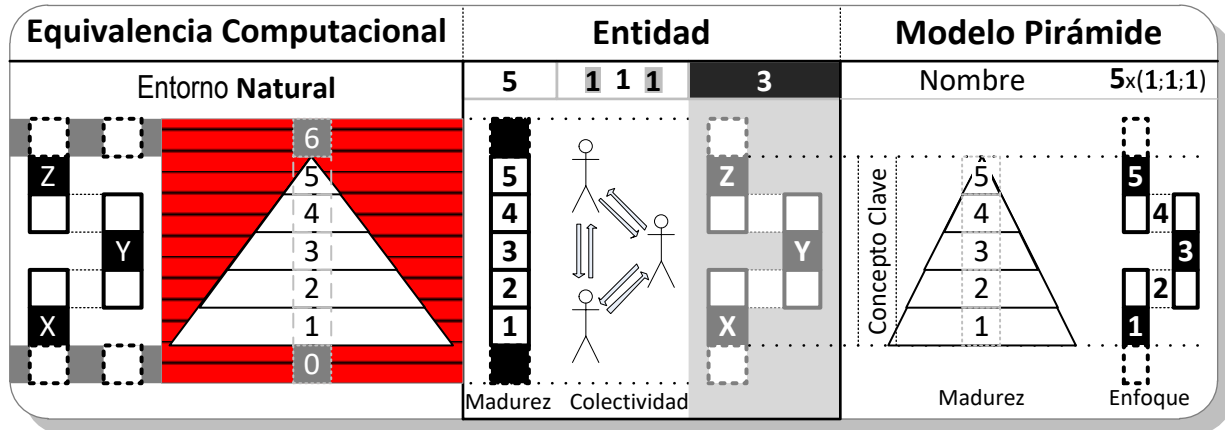 Equivalencia Computacional
Entidad
Modelo Pirámide
Entorno Natural
5
1 1 1
3
Nombre
5x(1;1;1)
6
Z
5
5
Z
5
5
4
4
4
4
Y
3
3
Y
3
3
2
2
2
2
X
1
1
X
1
1
0
Concepto Clave
Madurez
Colectividad
Madurez
Enfoque